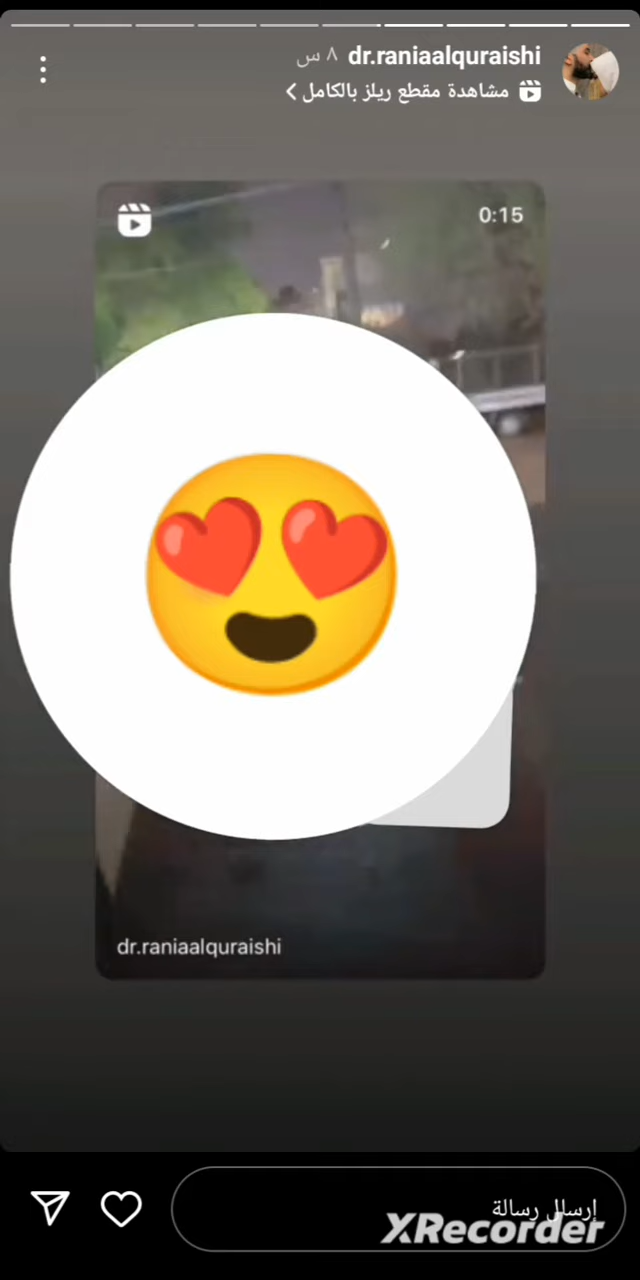 dr.raniaalquraishi ٨ س
مشاهدة مقطع ريلز بالكامل
0:15
dr.raniaalquraishi
إرسال رسالة
XRecorder